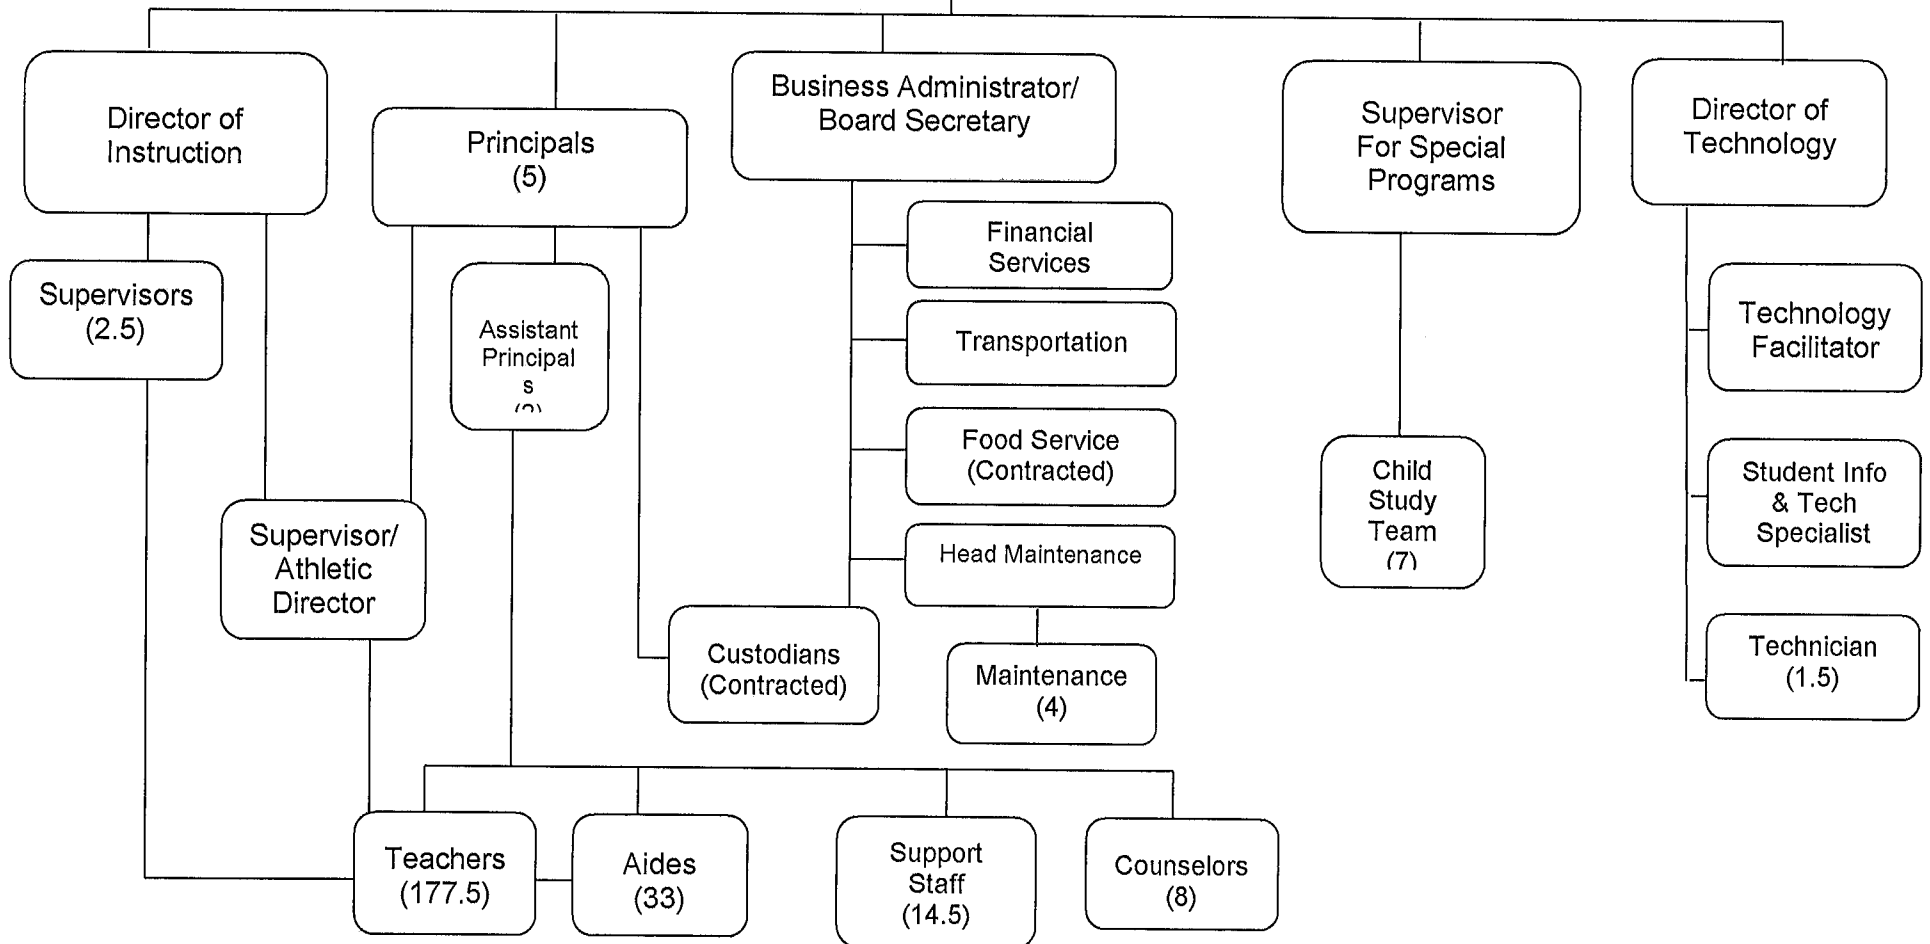 Director of
Instruction
Principals
(5)
Business Administrator/
Board Secretary
Supervisor
For Special
Programs
Director of
Technology
Supervisors
(2.5)
Assistant
Principal
s
Financial
Services
Transportation
Food Service
(Contracted)
Head Maintenance
Technology
Facilitator
Child
Study
Team
(7)
Student Info
& Tech
Specialist
Supervisor/
Athletic
Director
Custodians
(Contracted)
Maintenance
(4)
Technician
(1.5)
Teachers
(177.5)
Aides
(33)
Support
Staff
(14.5)
Counselors
(8)